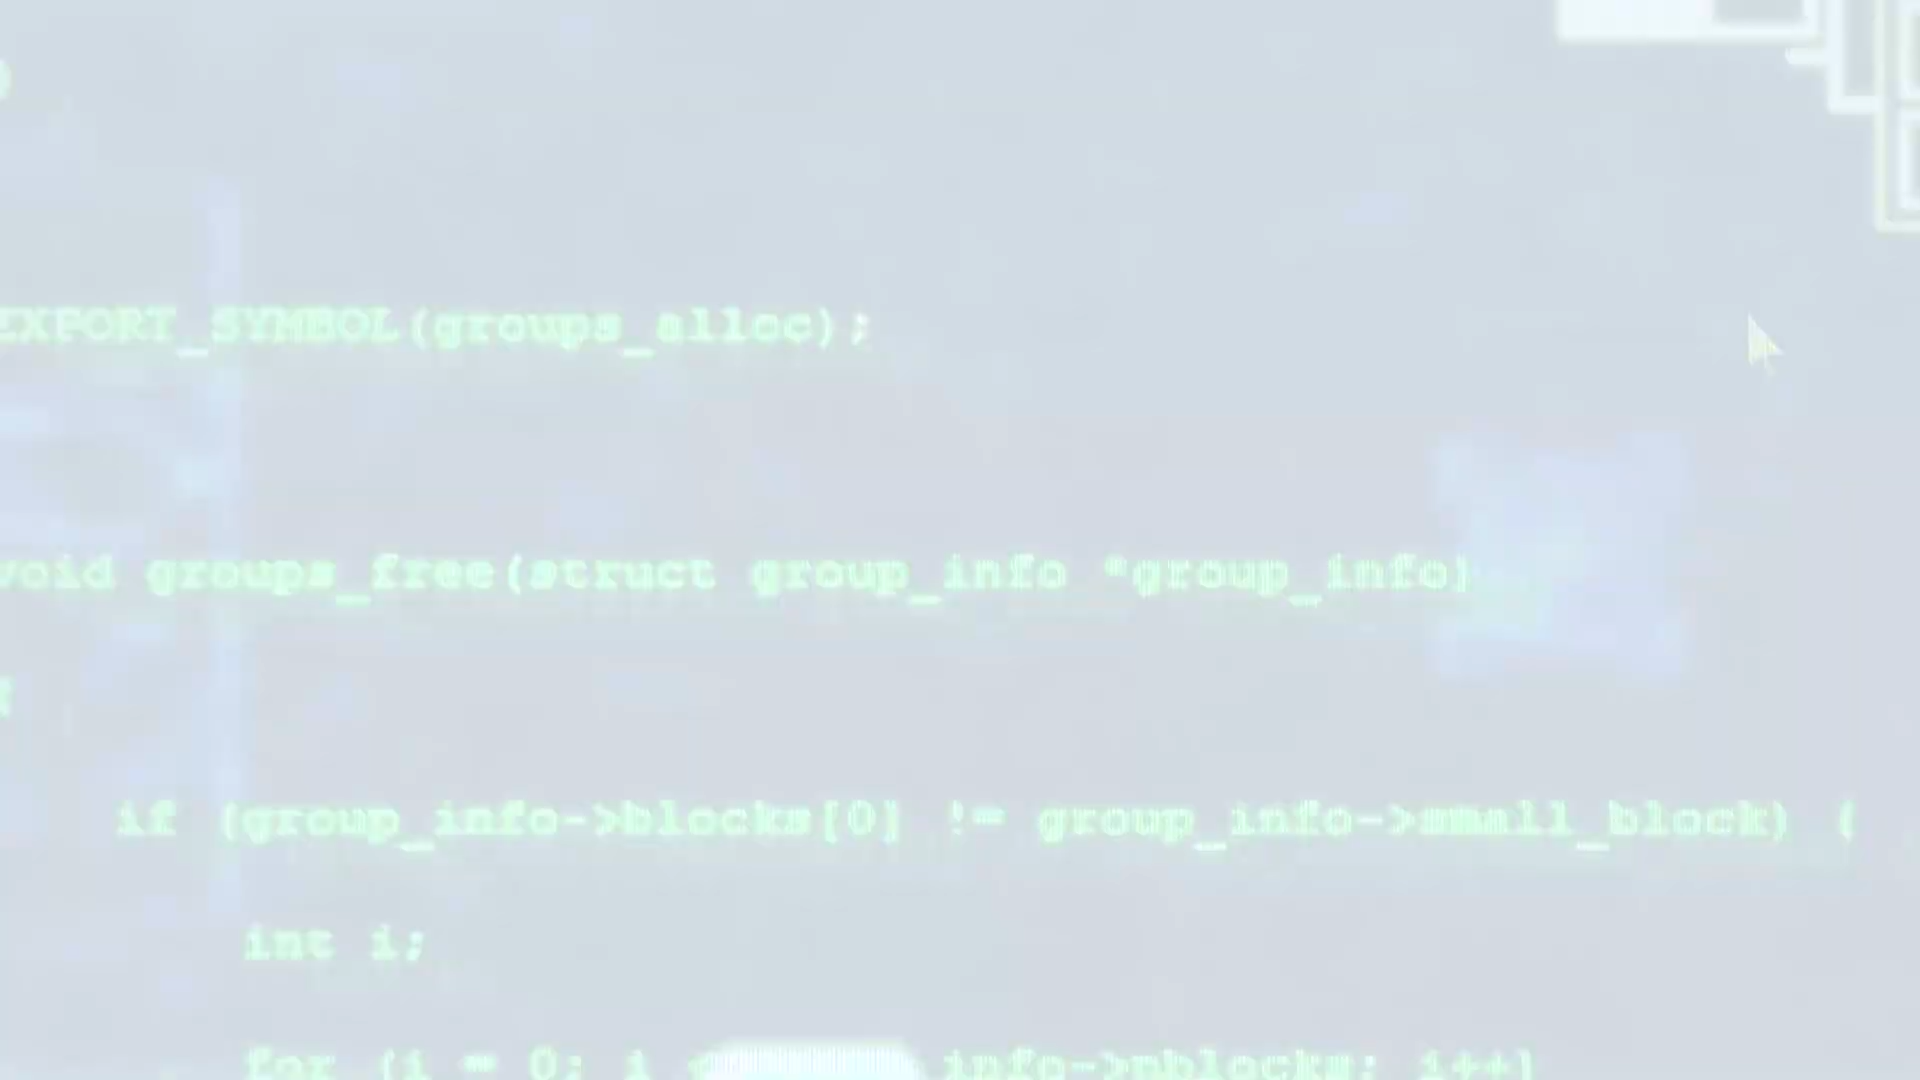 }
EXPORT_SYMBOL(groups_alloc);
void groups_free(struct group_info *group_info)
{
if (group_info->blocks[0] != group_info->small_block) {
int i;
for (i = 0; i < info->nblocks; i++)